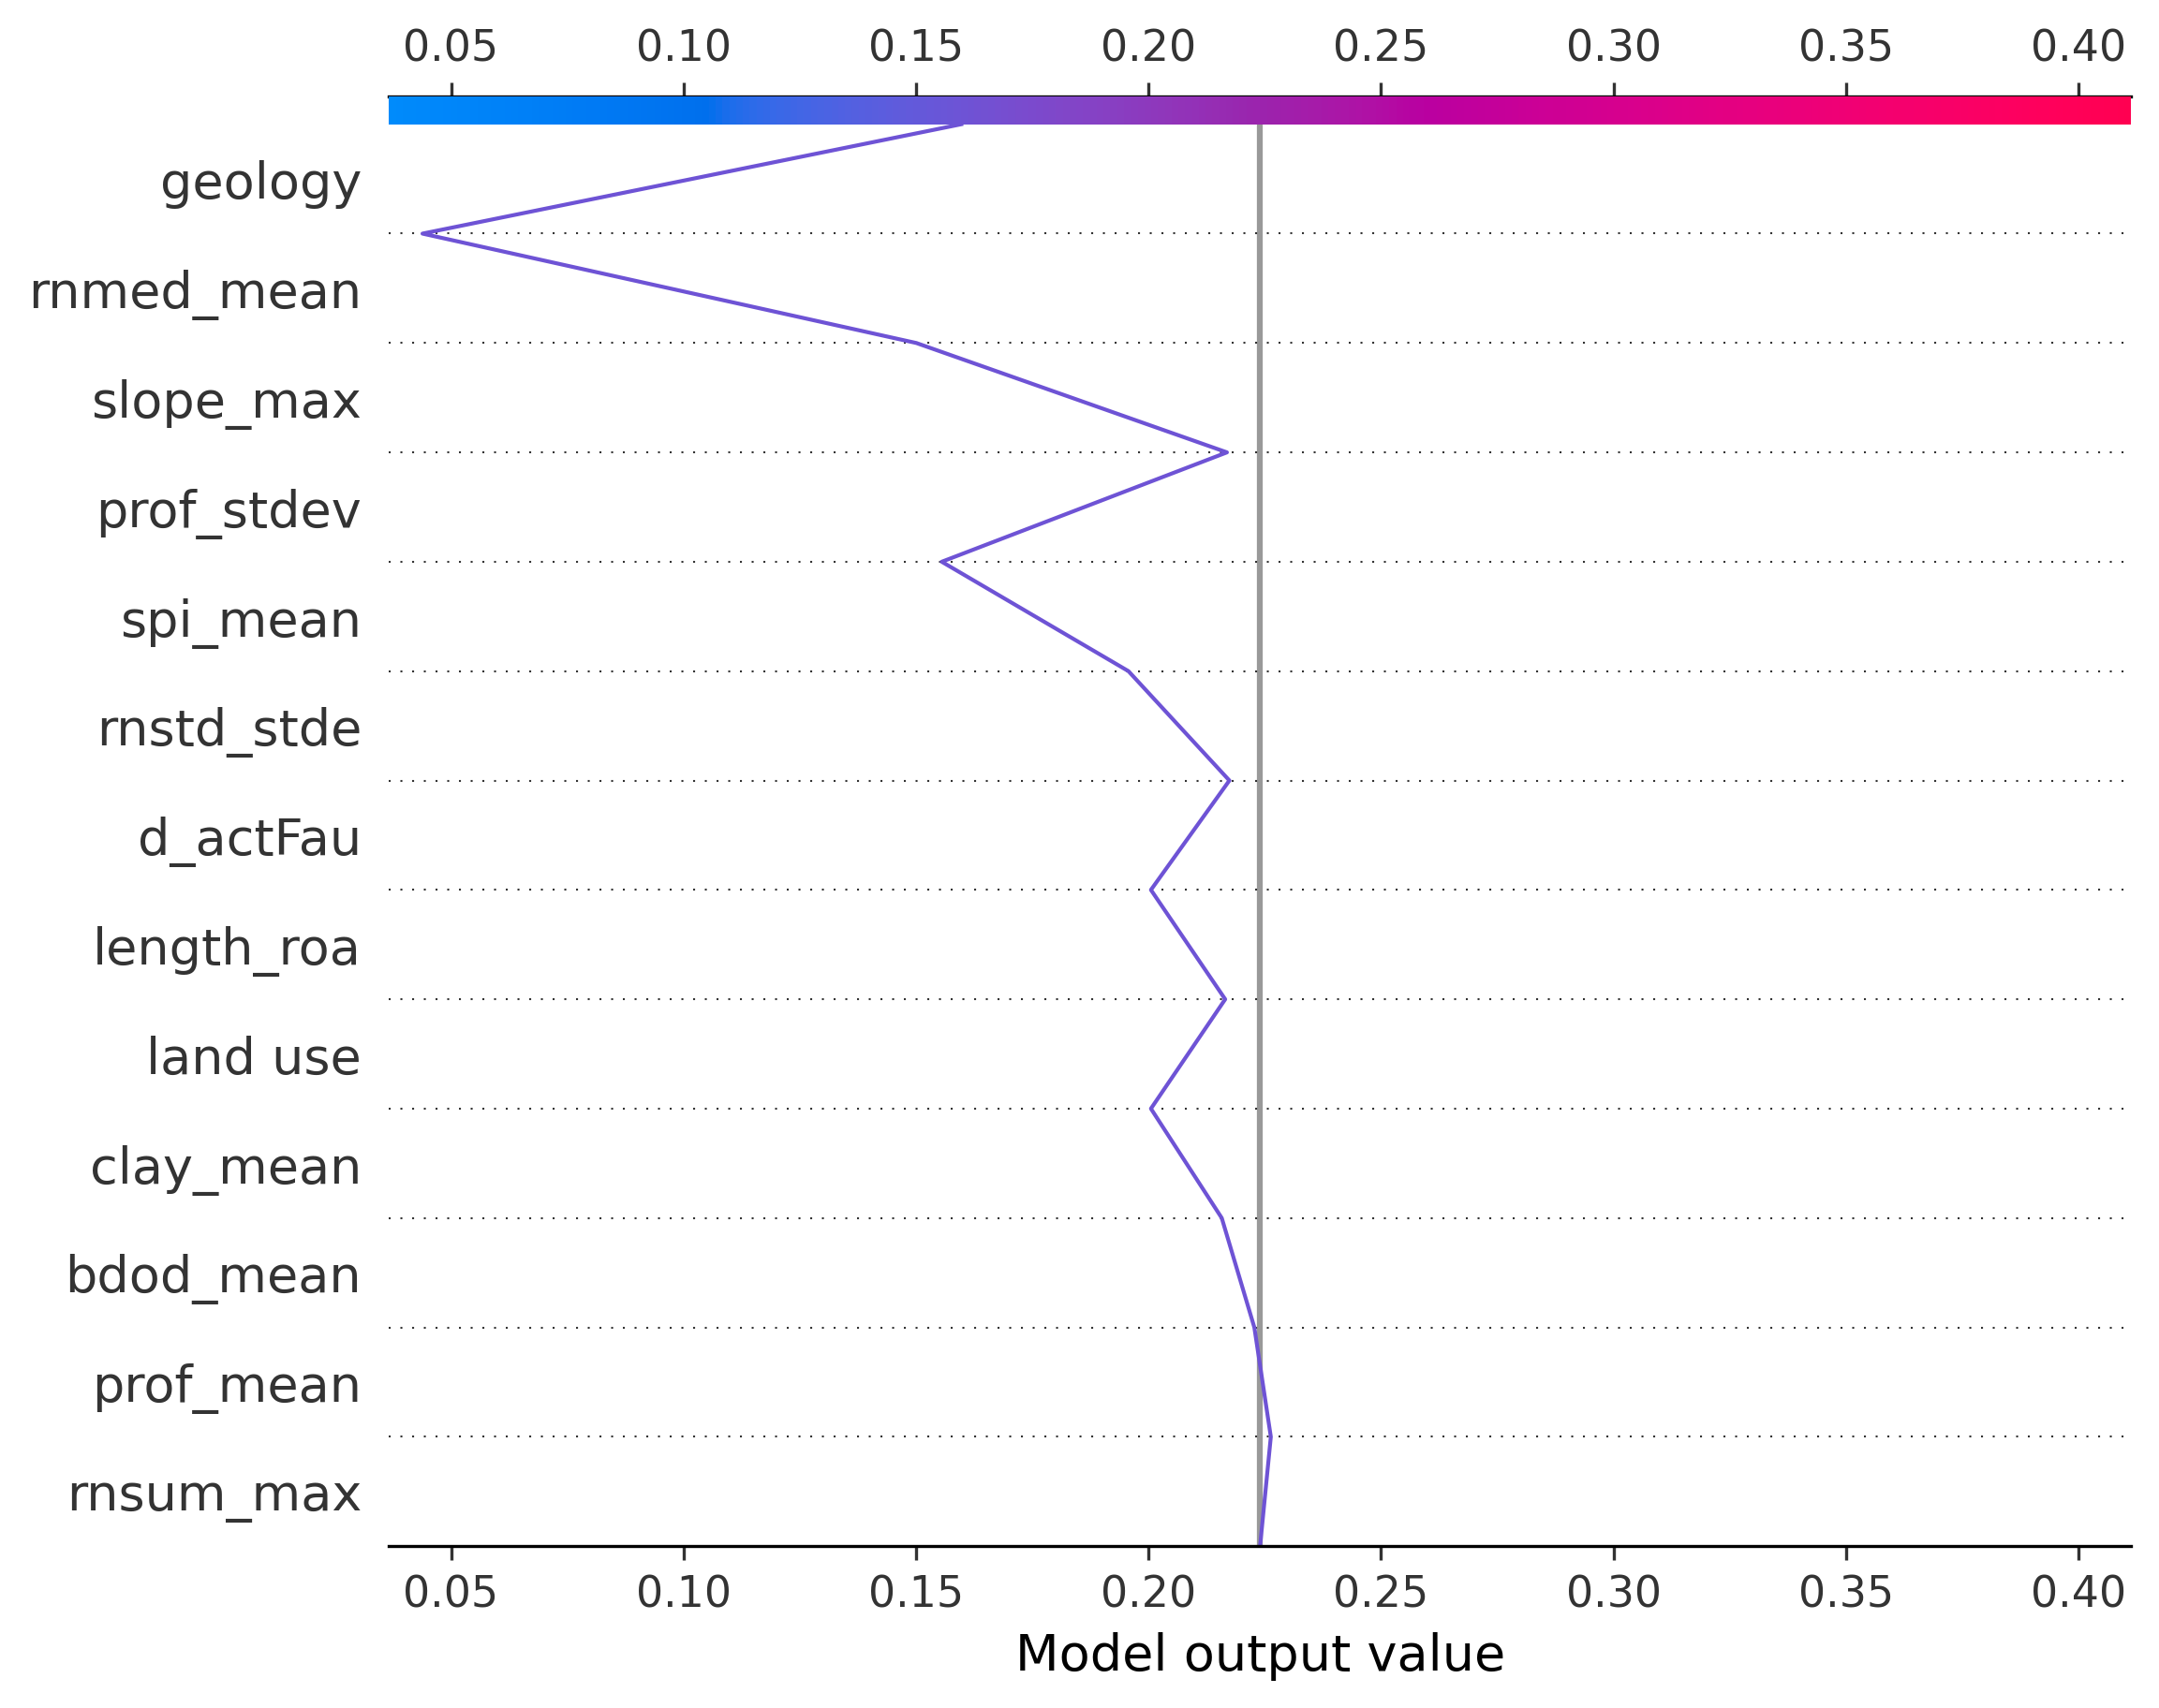 0.05 0.10 0.15 0.20 0.25 0.30 0.35 0.40
geology
rnmed_mean
slope_max
prof_stdev
spi_mean
rnstd_stde
d_actFau
length_roa
land use
clay_mean
bdod_mean
prof_mean
rnsum_max
0.05 0.10 0.15 0.20 0.25 0.30 0.35 0.40
Model output value